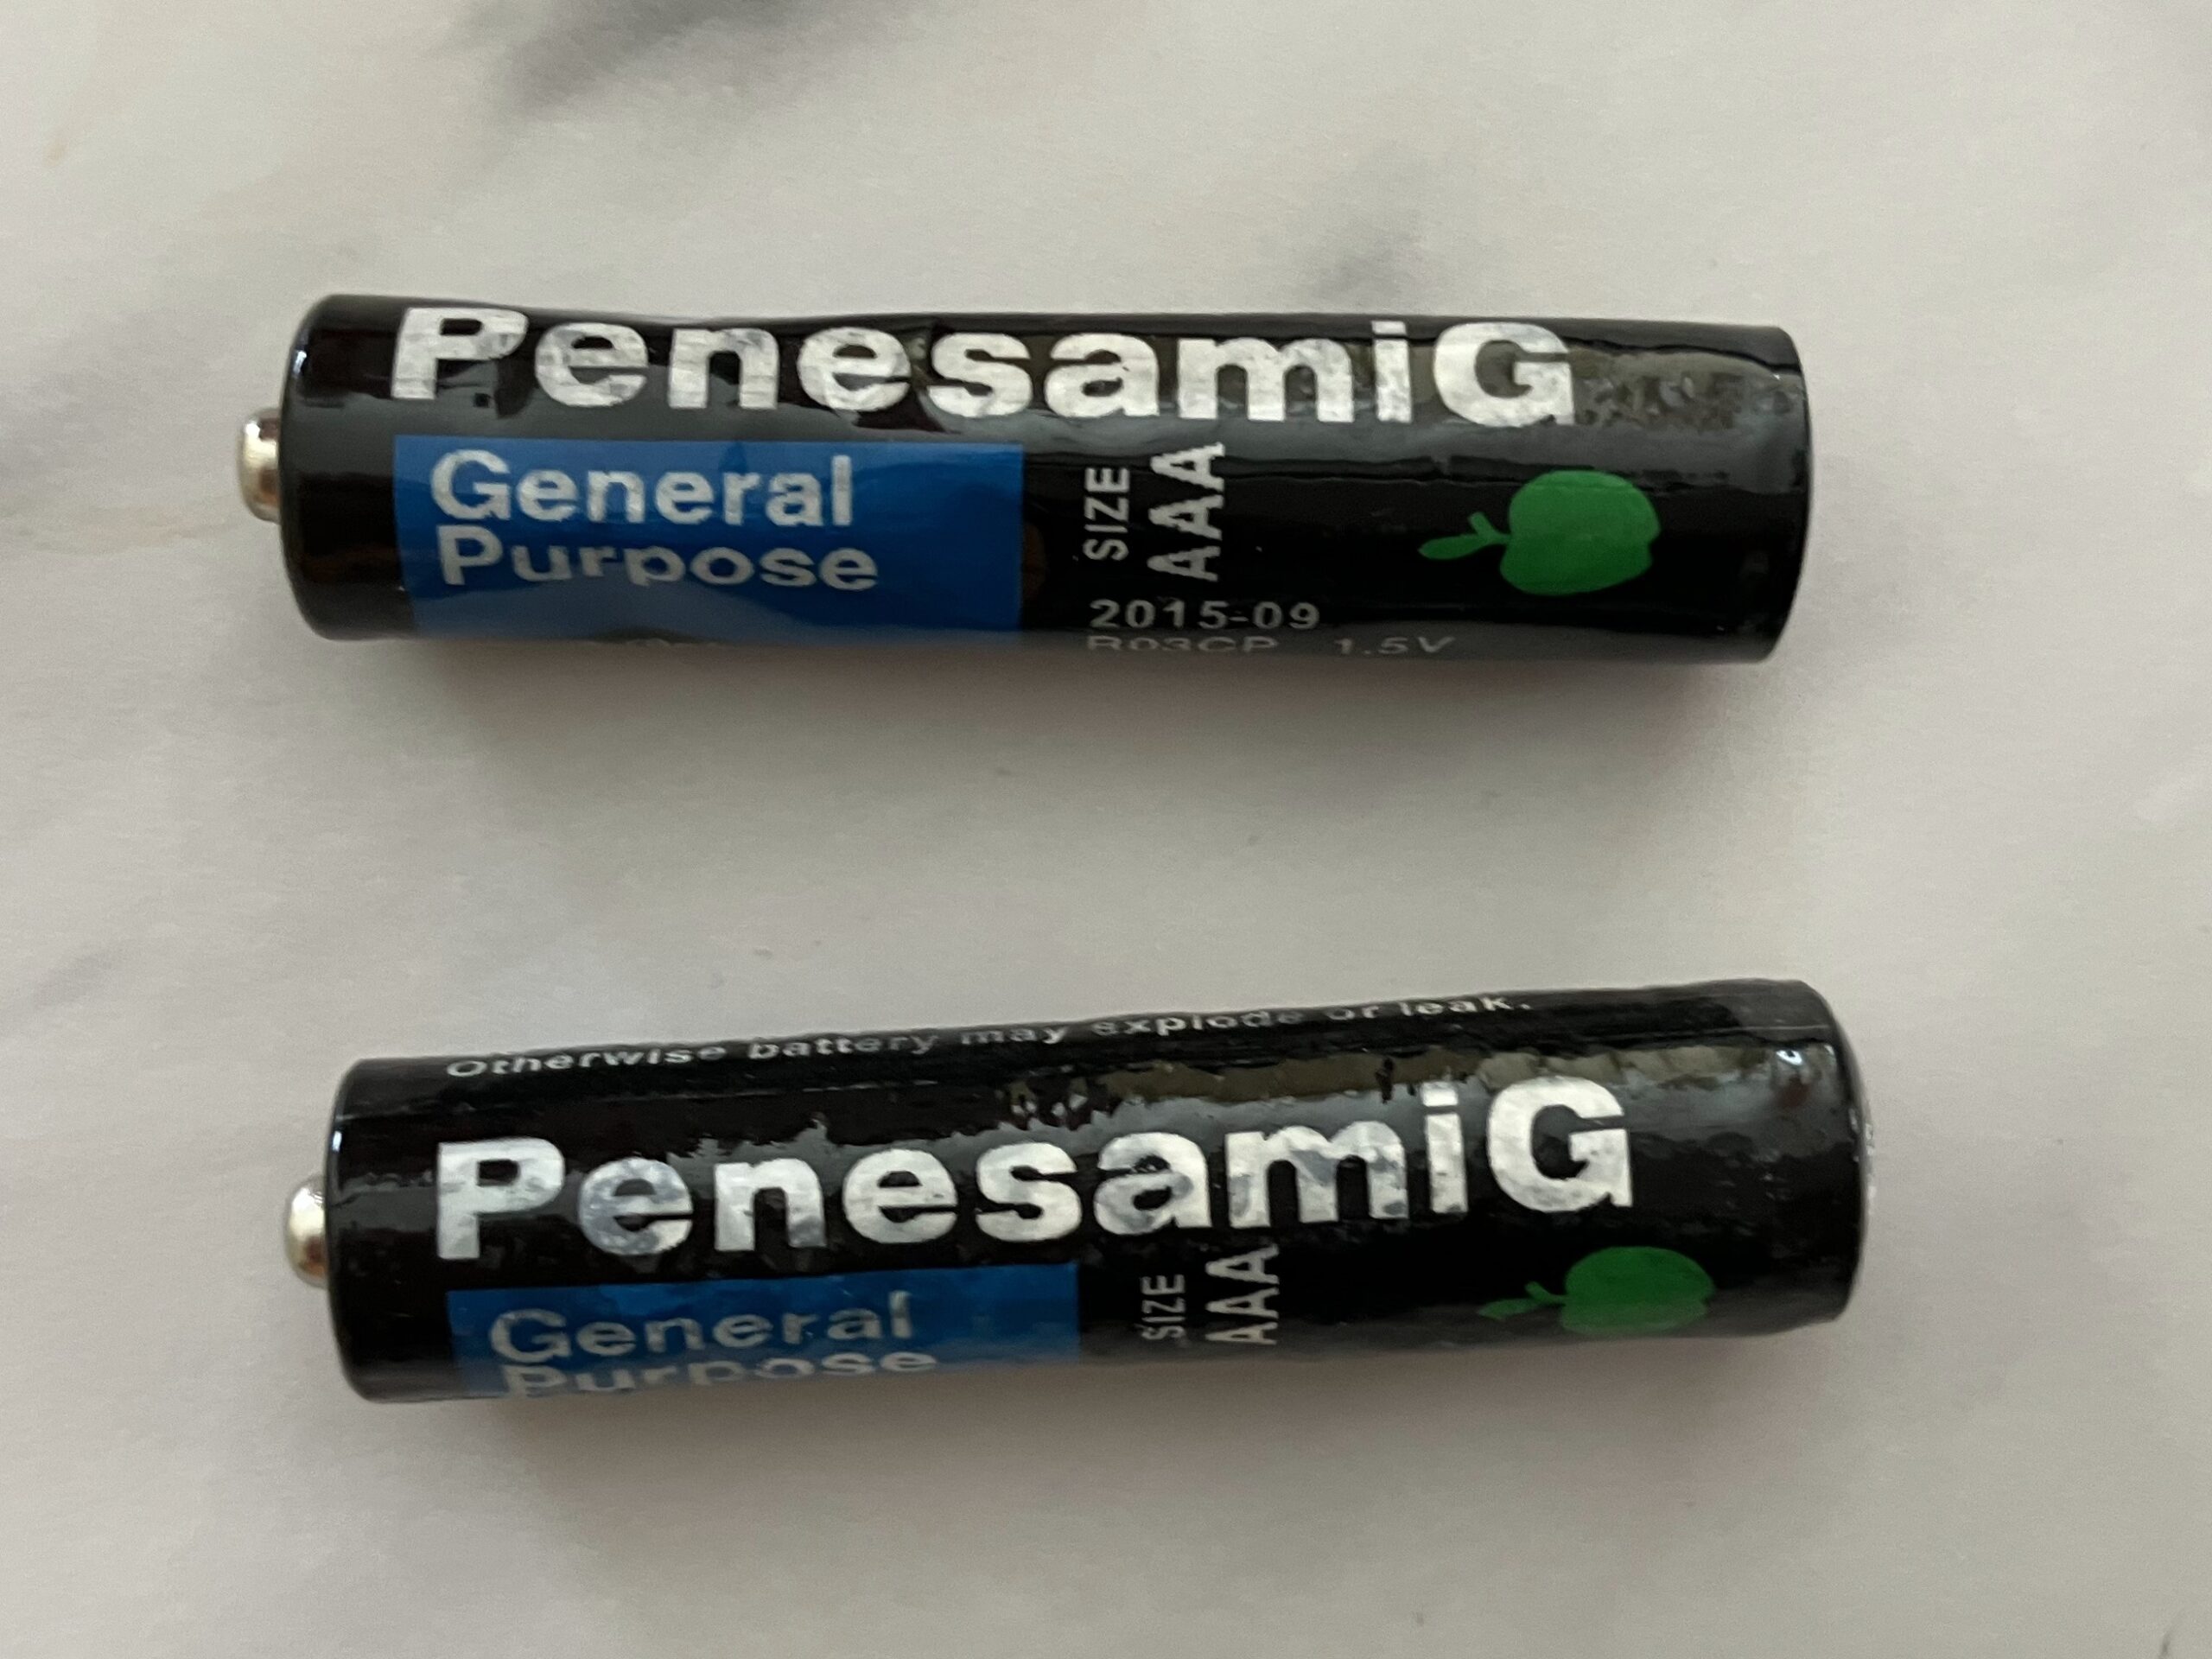 PenesamiG
General
Purpose
SIZE
AAA
2015-09
R03CP 1.5V
Otherwise battery may explode or leak.
PenesamiG
General
Purpose
SIZE
AAA